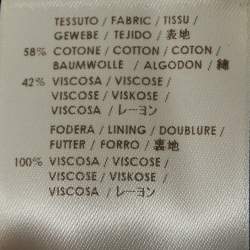 TESSUTO / FABRIC / TISSU /
GEWEBE / TEJIDO / 表地
58% COTONE / COTTON / COTON /
BAUMWOLLE / ALGODON / 綿
42% VISCOSA / VISCOSE /
VISCOSE / VISKOSE /
VISCOSA / レーヨン
FODERA / LINING / DOUBLURE /
FUTTER / FORRO / 裏地
100% VISCOSA / VISCOSE /
VISCOSE / VISKOSE /
VISCOSA / レーヨン